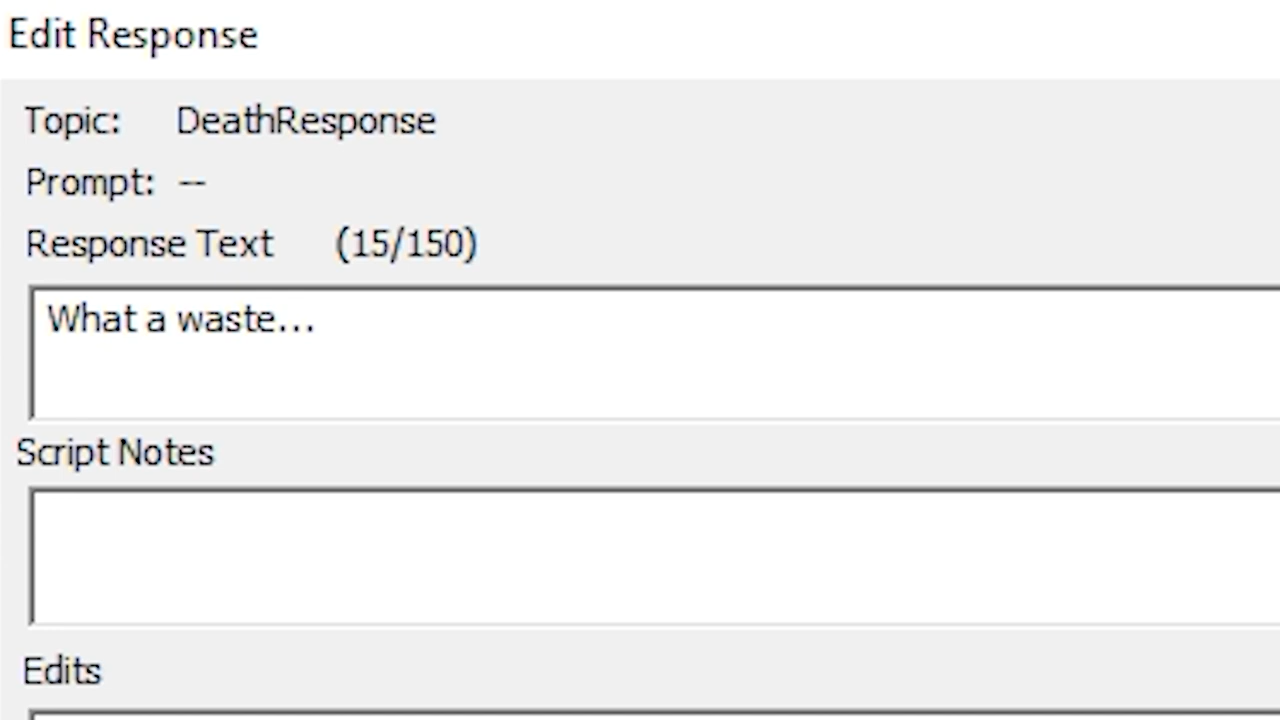 Edit Response
Topic: DeathResponse
Prompt: --
Response Text (15/150)
What a waste...
Script Notes
Edits